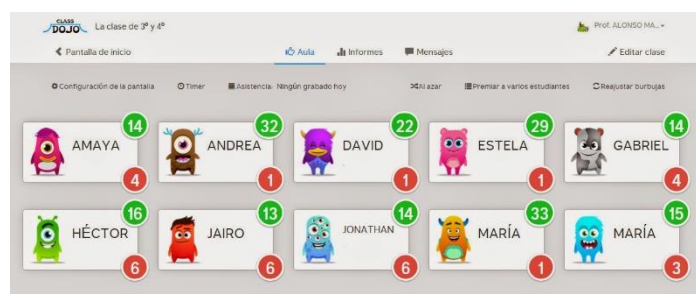 CLASS
DOJO La clase de 3º y 4º Prof. ALONSO MA...
Pantalla de inicio Aula Informes Mensajes Editar clase
Configuración de la pantalla Timer Asistencia: Ningún grabado hoy Al azar Premiar a varios estudiantes Reajustar burbujas
14 32 22 29 14
AMAYA ANDREA DAVID ESTELA GABRIEL
4 1 1 1 4
16 13 14 33 15
HÉCTOR JAIRO JONATHAN MARÍA MARÍA
6 6 6 1 3